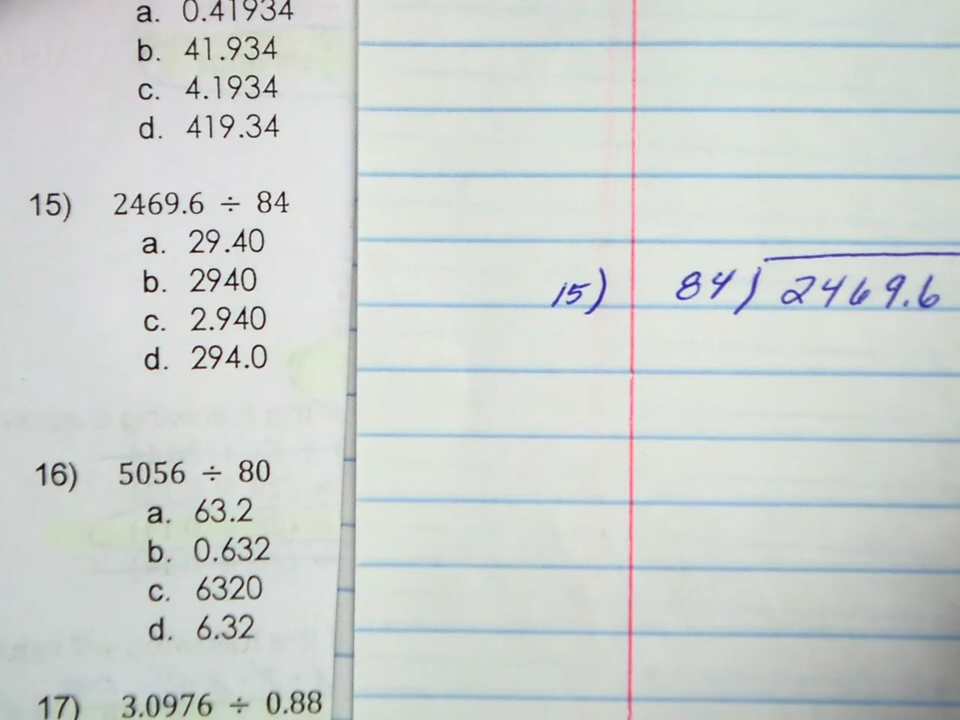 a. 0.41934
b. 41.934
c. 4.1934
d. 419.34
15) 2469.6 ÷ 84
a. 29.40
b. 2940
c. 2.940
d. 294.0
16) 5056 ÷ 80
a. 63.2
b. 0.632
c. 6320
d. 6.32
17) 3.0976 ÷ 0.88
15) 84)2469.6